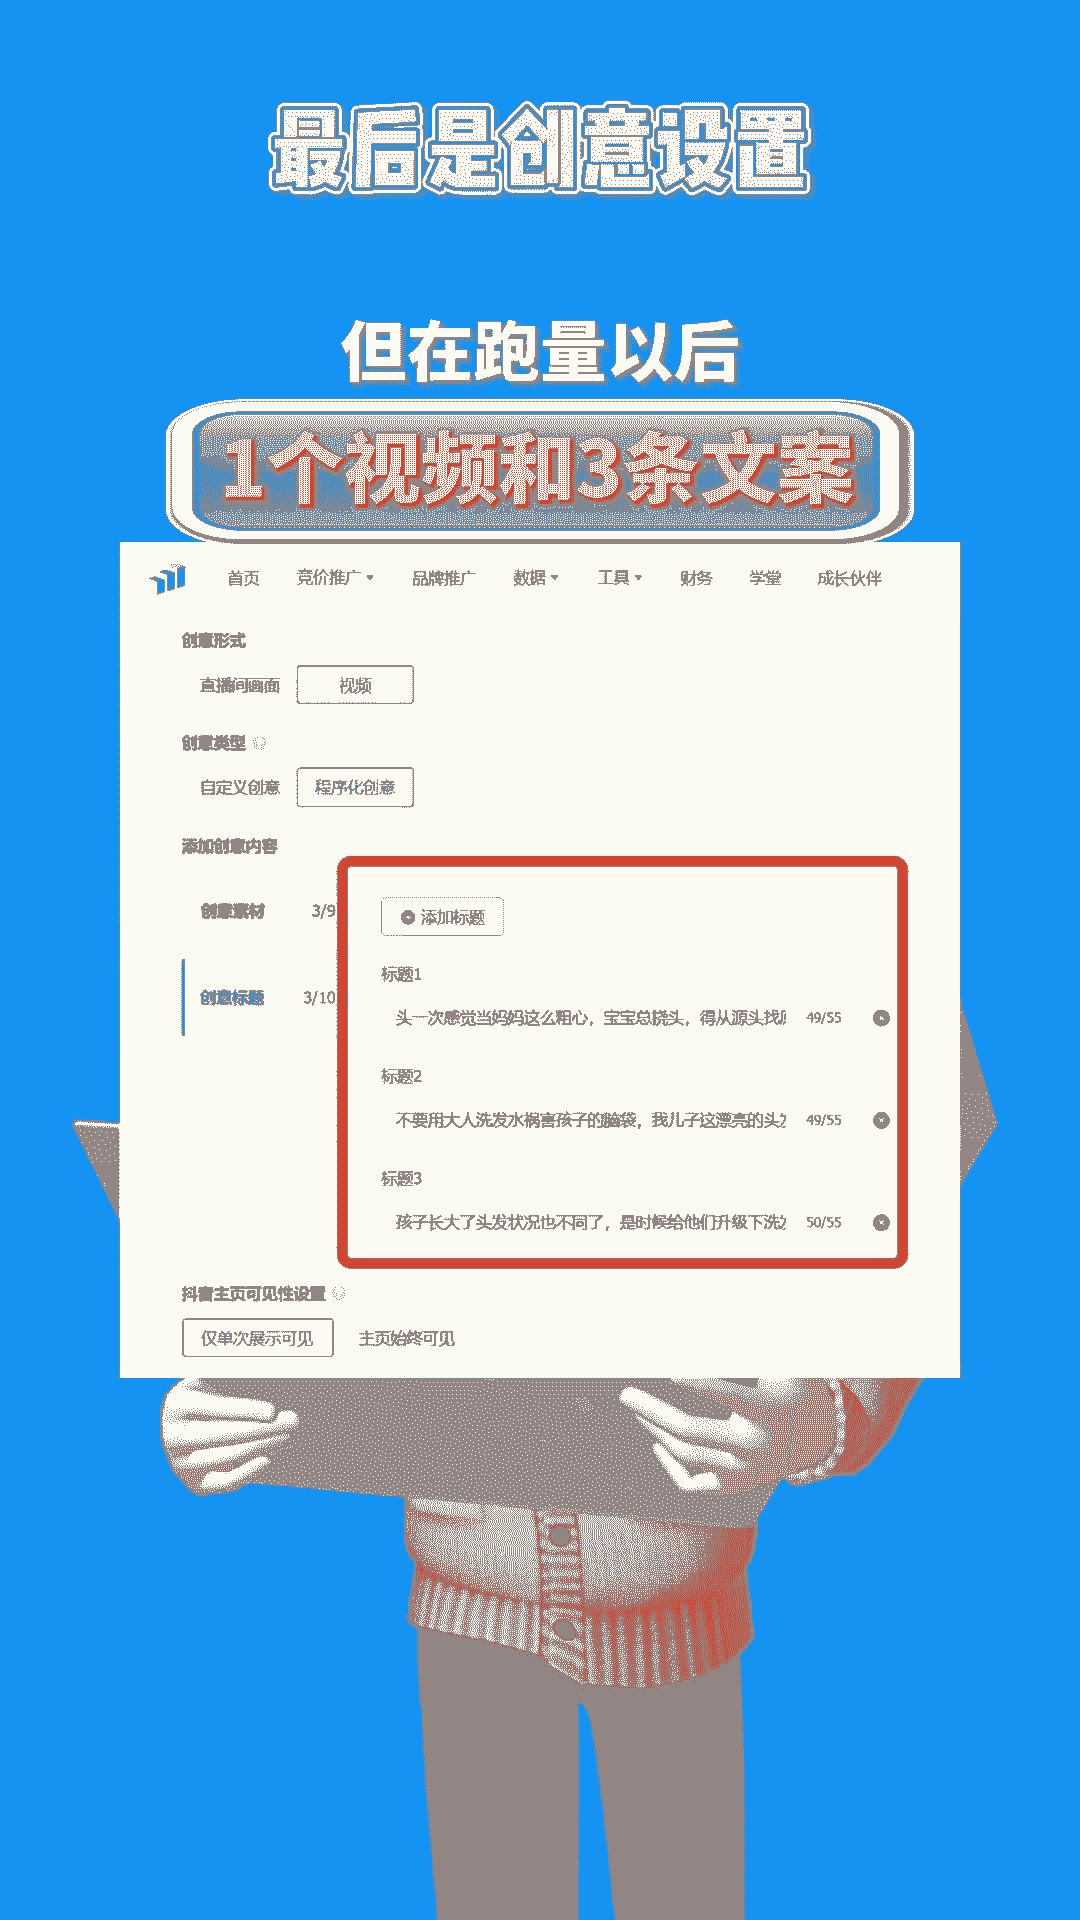 最后是创意设置
但在跑量以后
1个视频和3条文案
首页 竞价推广 品牌推广 数据 工具 财务 学堂 成长伙伴
创意形式
直播间画面 视频
创意类型
自定义创意 程序化创意
添加创意内容
创意素材 3/9
创意标题 3/10
添加标题
标题1
头一次感觉当妈妈这么粗心，宝宝总挠头，得从源头找 49/55
标题2
不要用大人洗发水祸害孩子的脑袋，我儿子这漂亮的头 49/55
标题3
孩子长大了头发状况也不同了，是时候给他们升级下洗 50/55
抖音主页可见性设置
仅单次展示可见 主页始终可见